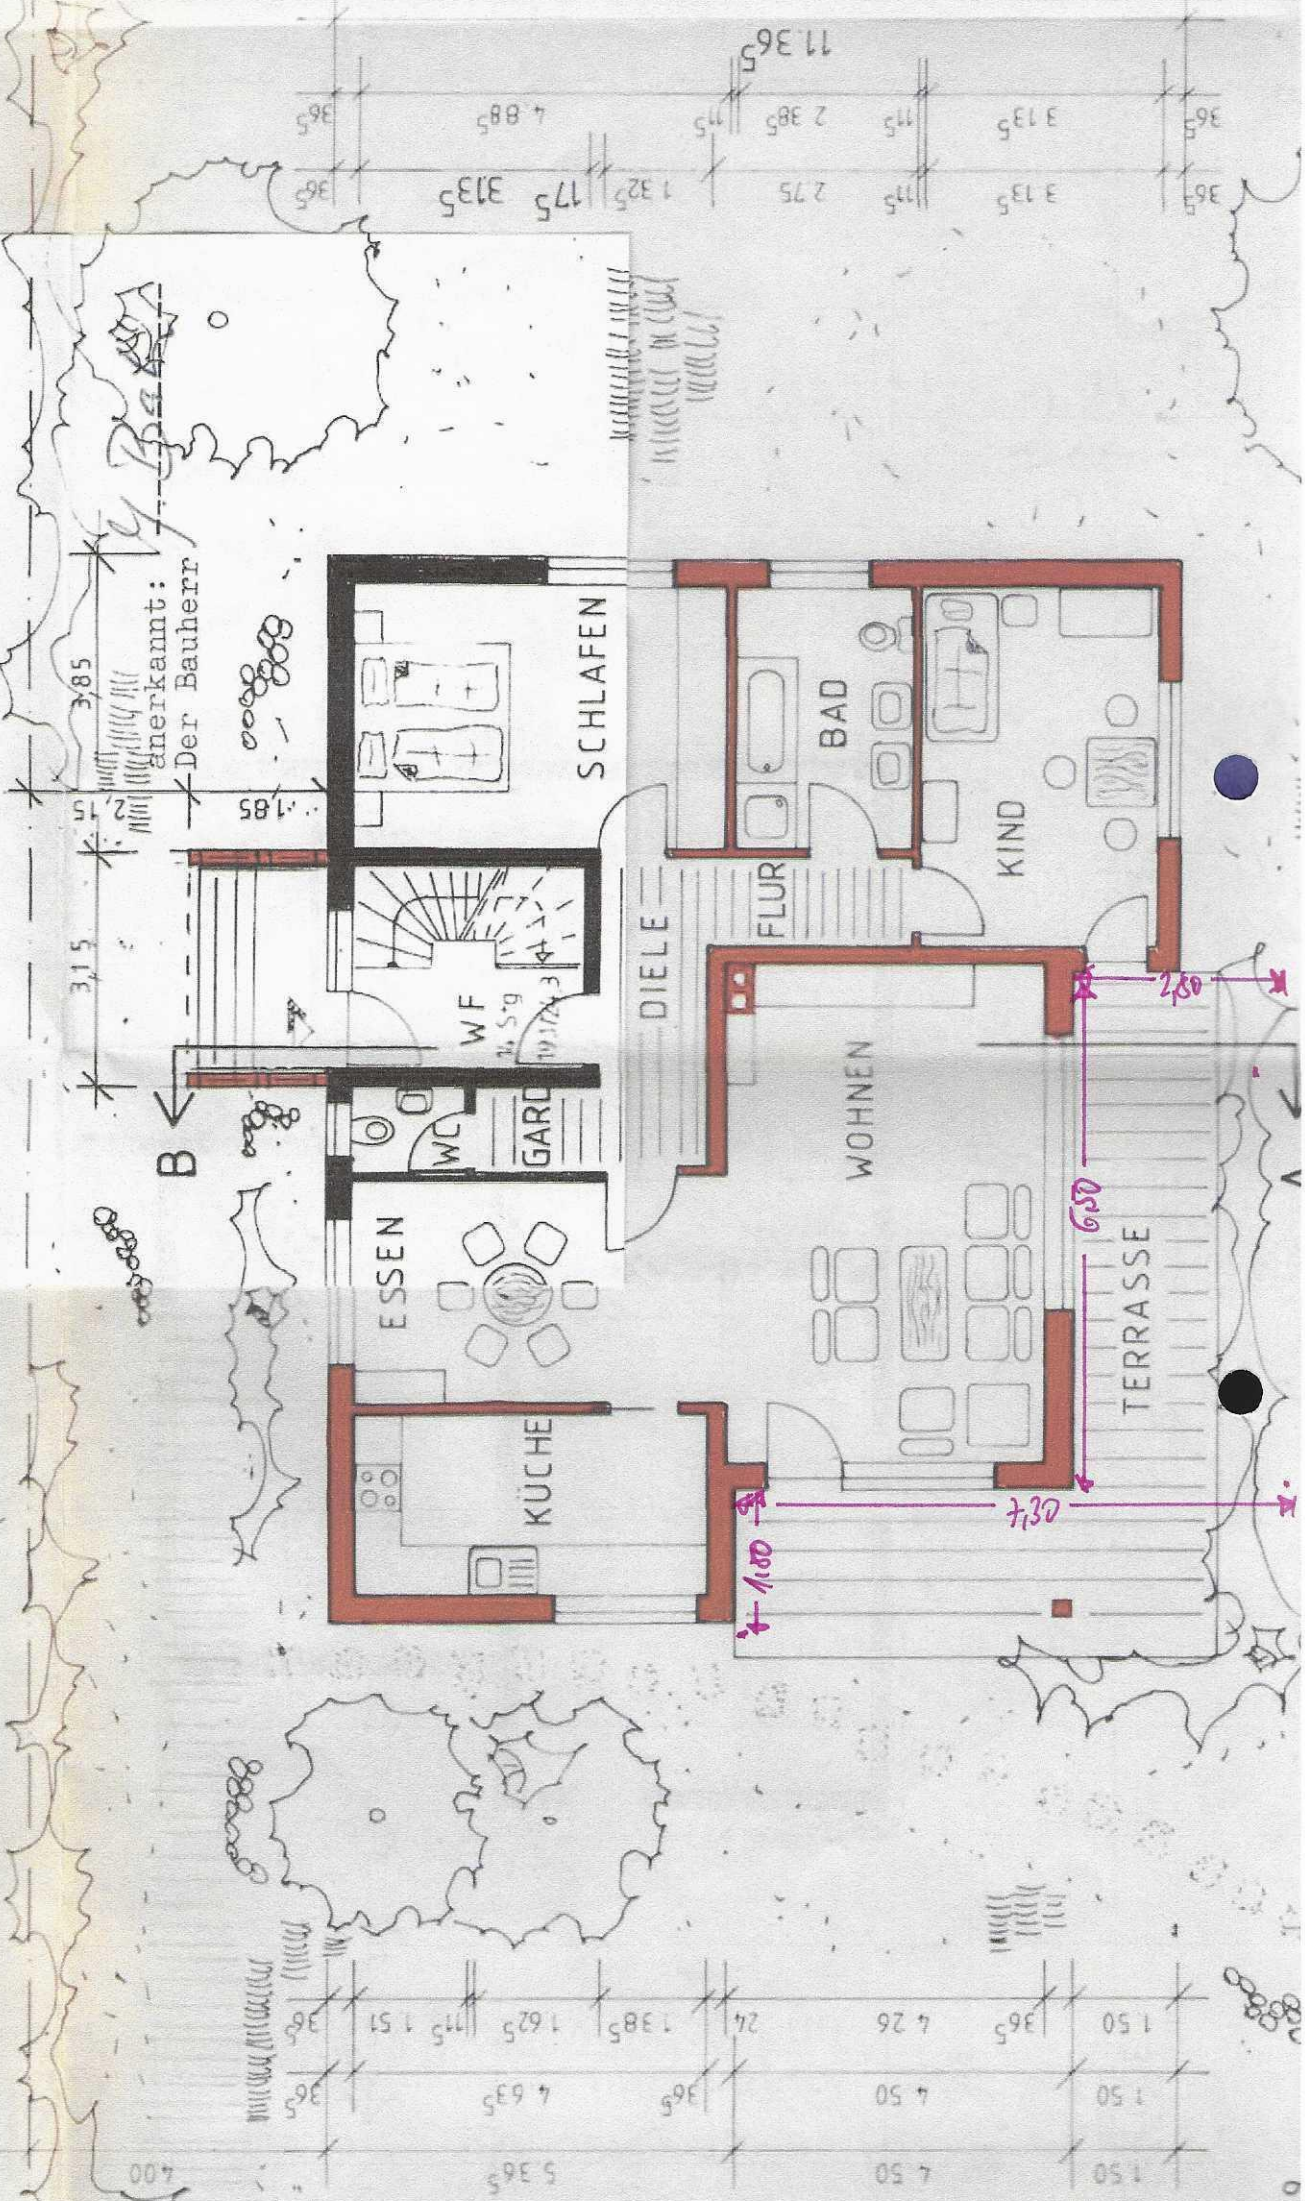 11.36⁵
36⁵ 4.88⁵ 11⁵ 2.38⁵ 11⁵ 3.13⁵ 36⁵
36⁵ 3.13⁵ 17⁵ 1.32⁵ 2.75 11⁵ 3.13⁵ 36⁵
anerkannt:
Der Bauherr
3,85
2,15
1,85
3,15
B
SCHLAFEN
BAD
KIND
FLUR
DIELE
WF
WC
GARD
ESSEN
WOHNEN
KÜCHE
TERRASSE
2,80
6,50
7,30
1,80
36⁵ 1.51 11⁵ 1.62⁵ 1.38⁵ 24 4.26 36⁵ 1.50
36⁵ 4.63⁵ 36⁵ 4.50 1.50
4.00 5.36⁵ 4.50 1.50